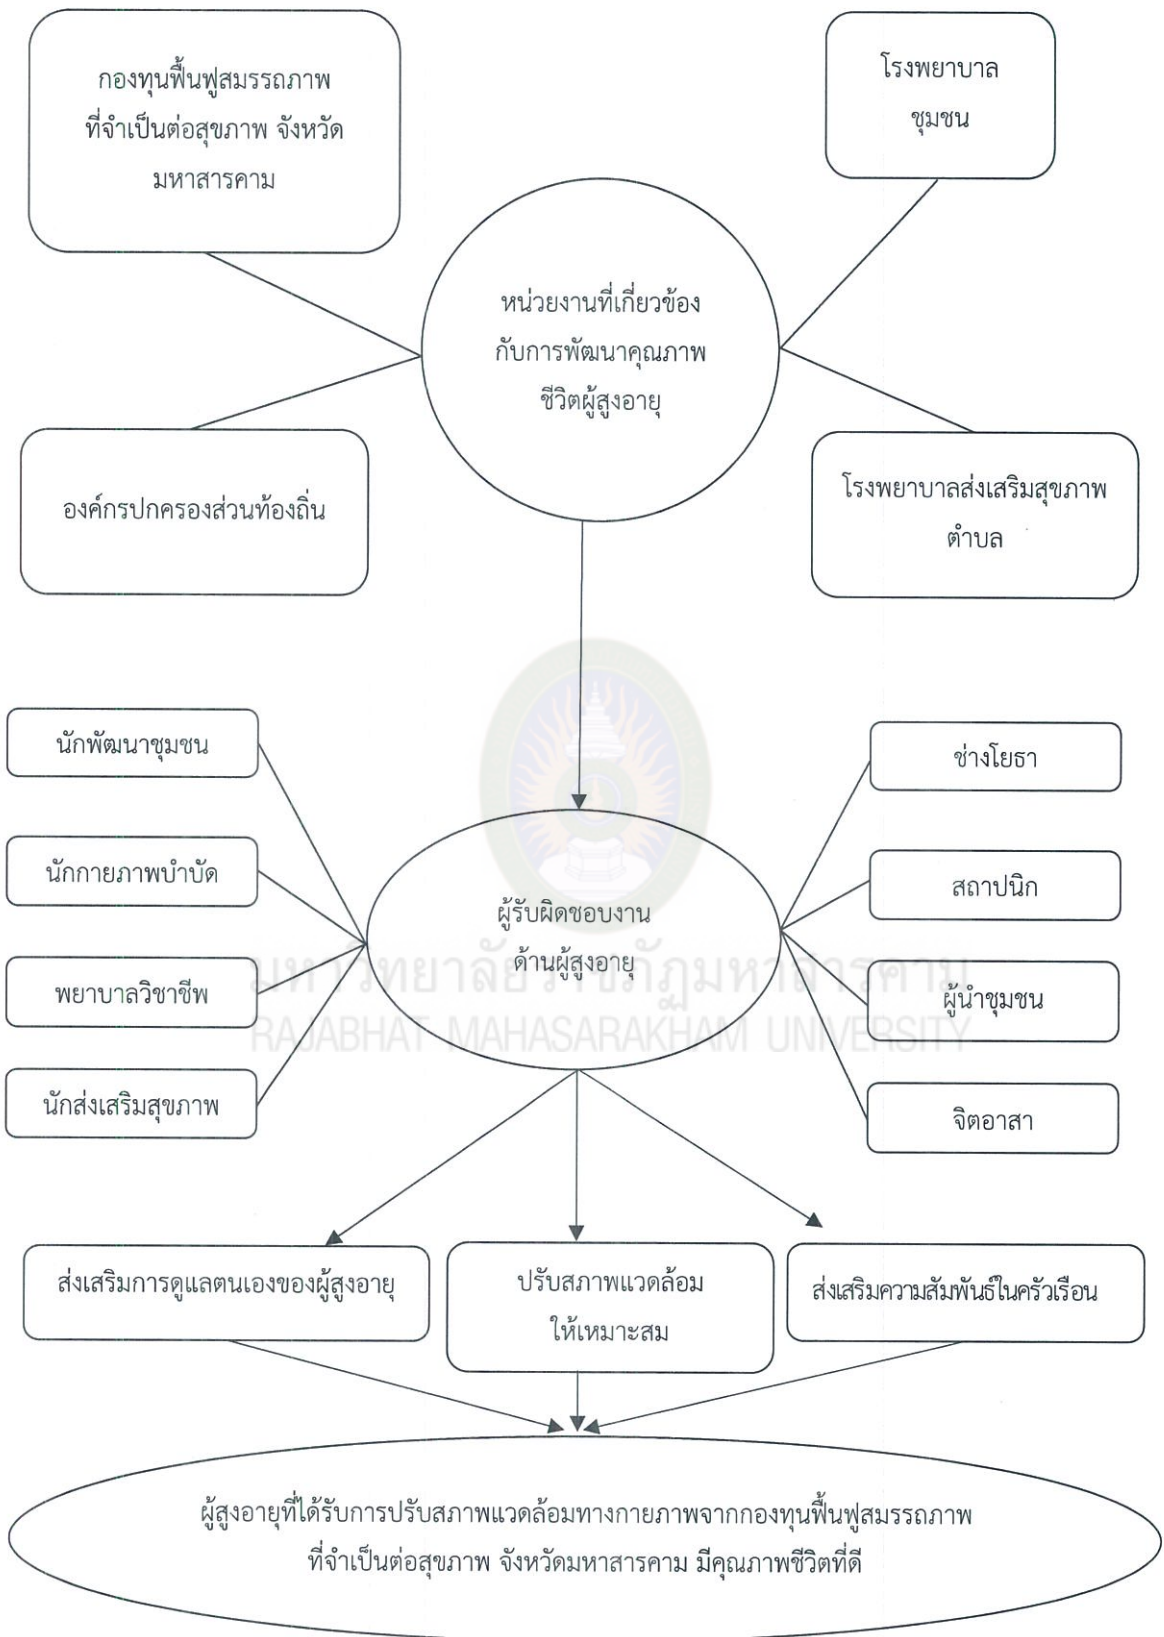 กองทุนฟื้นฟูสมรรถภาพ
ที่จำเป็นต่อสุขภาพ จังหวัด
มหาสารคาม
โรงพยาบาล
ชุมชน
หน่วยงานที่เกี่ยวข้อง
กับการพัฒนาคุณภาพ
ชีวิตผู้สูงอายุ
องค์กรปกครองส่วนท้องถิ่น
โรงพยาบาลส่งเสริมสุขภาพ
ตำบล
นักพัฒนาชุมชน
นักกายภาพบำบัด
พยาบาลวิชาชีพ
นักส่งเสริมสุขภาพ
ผู้รับผิดชอบงาน
ด้านผู้สูงอายุ
ช่างโยธา
สถาปนิก
ผู้นำชุมชน
จิตอาสา
มหาวิทยาลัยราชภัฏมหาสารคาม
RAJABHAT MAHASARAKHAM UNIVERSITY
ส่งเสริมการดูแลตนเองของผู้สูงอายุ
ปรับสภาพแวดล้อม
ให้เหมาะสม
ส่งเสริมความสัมพันธ์ในครัวเรือน
ผู้สูงอายุที่ได้รับการปรับสภาพแวดล้อมทางกายภาพจากกองทุนฟื้นฟูสมรรถภาพ
ที่จำเป็นต่อสุขภาพ จังหวัดมหาสารคาม มีคุณภาพชีวิตที่ดี